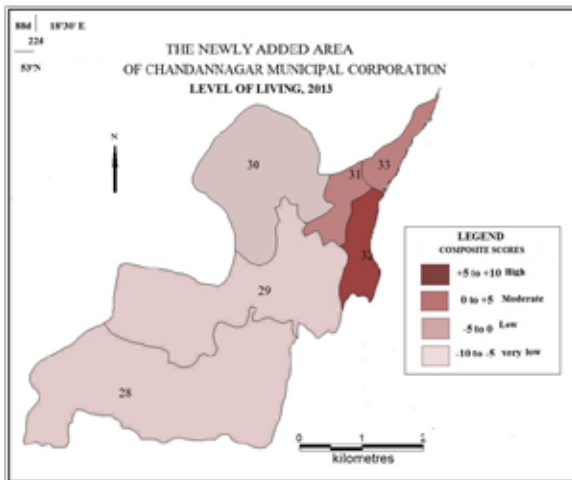 88d 18'30' E
22d
53'N
THE NEWLY ADDED AREA
OF CHANDANNAGAR MUNICIPAL CORPORATION
LEVEL OF LIVING, 2013
N
30
31
33
32
29
28
LEGEND
COMPOSITE SCORES
+5 to +10 High
0 to +5 Moderate
-5 to 0 Low
-10 to -5 very low
0 1 2
kilometres